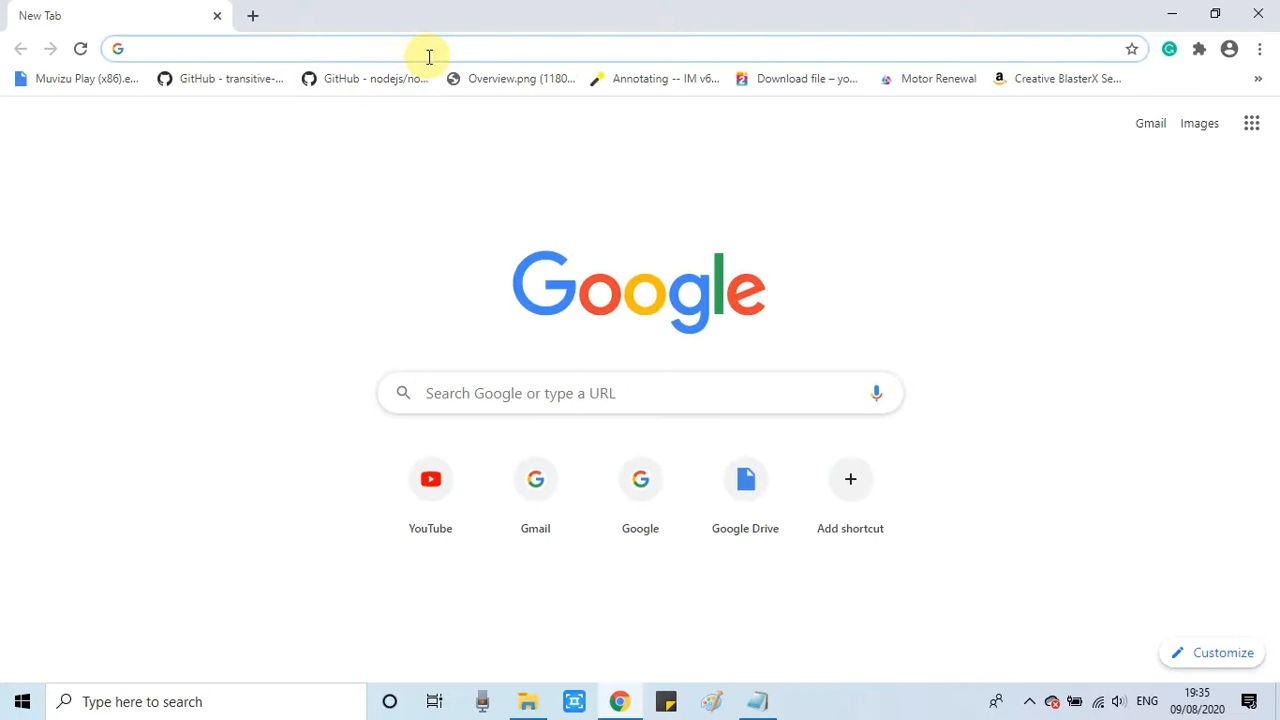 New Tab
Muvizu Play (x86).e... GitHub - transitive-... GitHub - nodejs/no... Overview.png (1180... Annotating -- IM v6... Download file – yo... Motor Renewal Creative BlasterX Se... »
Gmail Images
Google
Search Google or type a URL
YouTube Gmail Google Google Drive Add shortcut
Customize
Type here to search ENG 19:35
09/08/2020